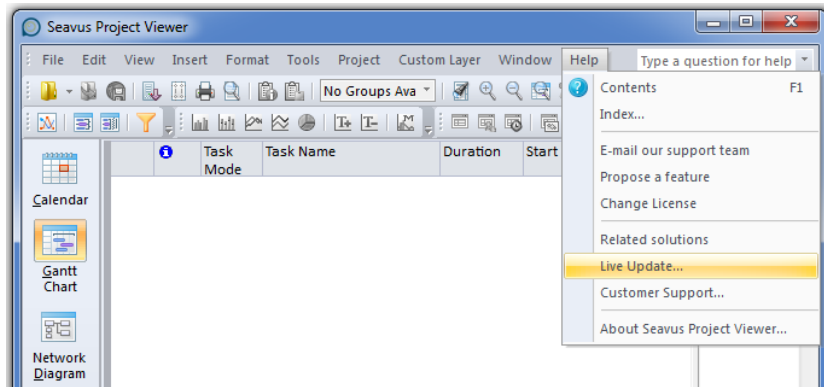 Seavus Project Viewer
File Edit View Insert Format Tools Project Custom Layer Window Help Type a question for help
No Groups Ava
Contents F1
Index...
E-mail our support team
Propose a feature
Change License
Related solutions
Live Update...
Customer Support...
About Seavus Project Viewer...
Task Mode
Task Name
Duration
Start
Calendar
Gantt
Chart
Network
Diagram